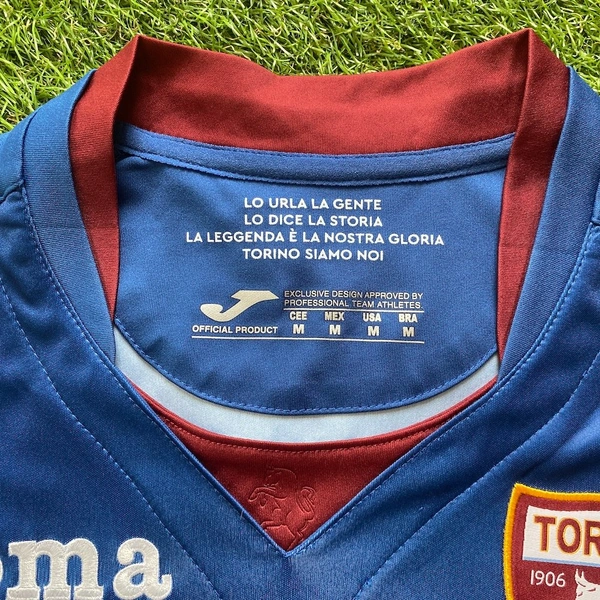 LO URLA LA GENTE
LO DICE LA STORIA
LA LEGGENDA È LA NOSTRA GLORIA
TORINO SIAMO NOI
EXCLUSIVE DESIGN APPROVED BY
PROFESSIONAL TEAM ATHLETES.
OFFICIAL PRODUCT
CEE MEX USA BRA
M M M M
oma
TOR
1906